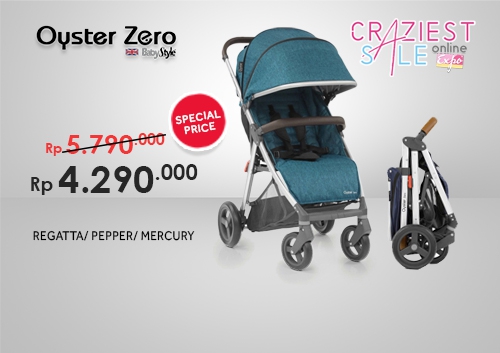 Oyster Zero
BabyStyle
CRAZIEST
SALE online
Expo
SPECIAL
PRICE
Rp 5.790.000
Rp 4.290.000
REGATTA/ PEPPER/ MERCURY